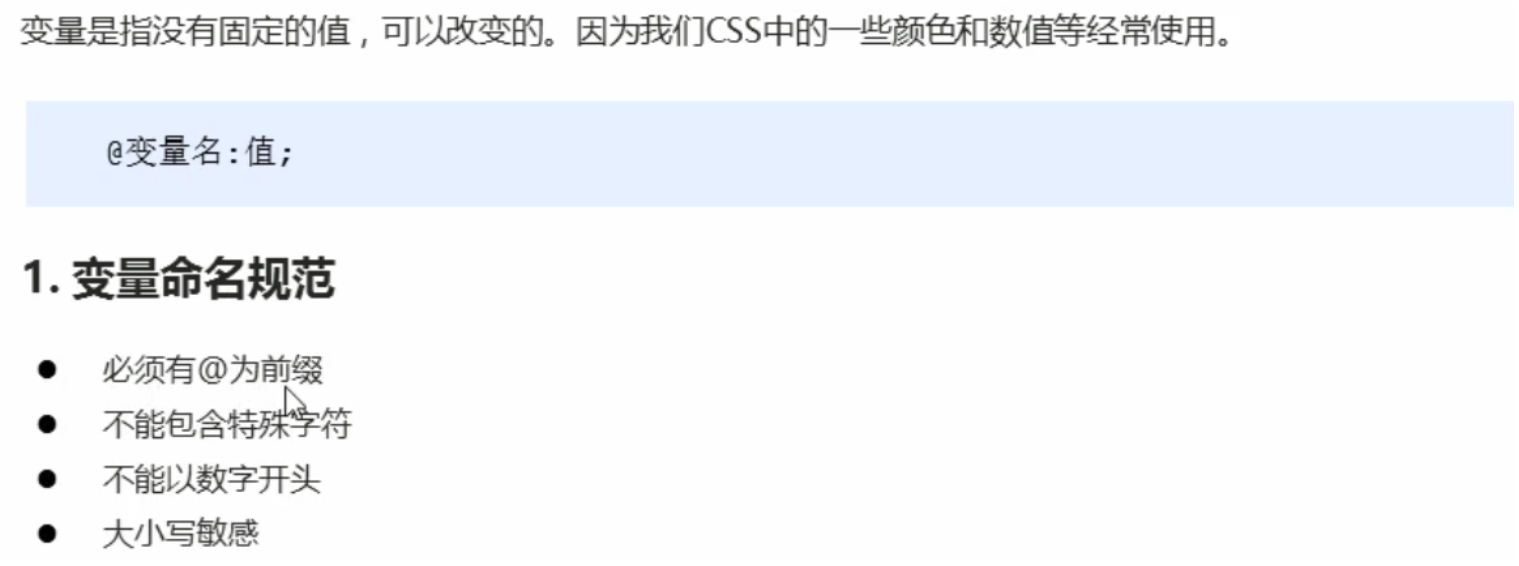 变量是指没有固定的值，可以改变的。因为我们CSS中的一些颜色和数值等经常使用。
@变量名:值;
1. 变量命名规范
● 必须有@为前缀
● 不能包含特殊字符
● 不能以数字开头
● 大小写敏感